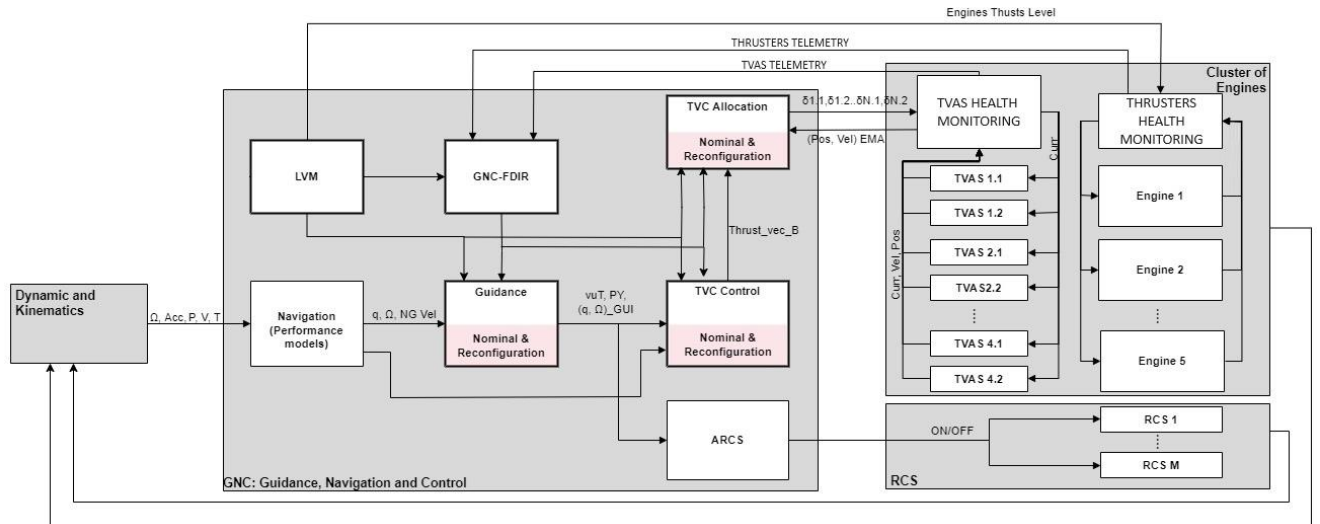 Engines Thusts Level
THRUSTERS TELEMETRY
TVAS TELEMETRY
Cluster of
Engines
TVC Allocation
Nominal &
Reconfiguration
δ1.1,δ1.2..δN.1,δN.2
(Pos, Vel) EMA
TVAS HEALTH
MONITORING
THRUSTERS
HEALTH
MONITORING
Curr
LVM
GNC-FDIR
TVAS 1.1
TVAS 1.2
TVAS 2.1
TVAS2.2
TVAS 4.1
TVAS 4.2
Curr, Vel, Pos
Engine 1
Engine 2
Engine 5
Thrust_vec_B
Dynamic and
Kinematics
Ω, Acc, P, V, T
Navigation
(Performance
models)
q, Ω, NG Vel
Guidance
Nominal &
Reconfiguration
vuT, PY,
(q, Ω)_GUI
TVC Control
Nominal &
Reconfiguration
ARCS
ON/OFF
RCS 1
RCS M
RCS
GNC: Guidance, Navigation and Control